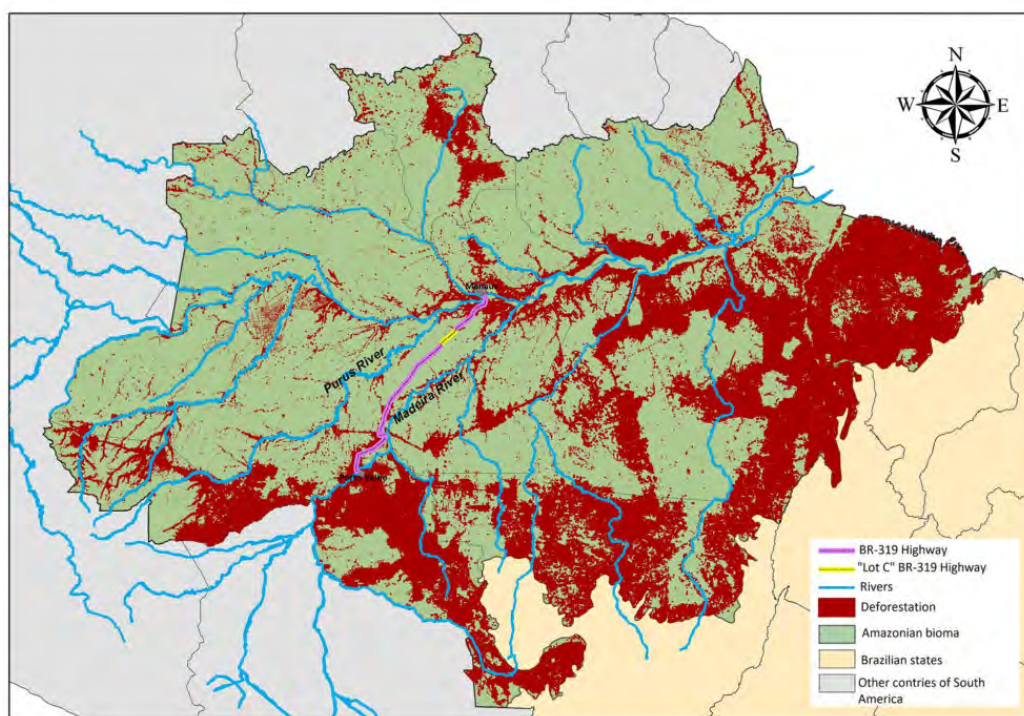 N
W E
S
Manaus
Purus River
Madeira River
Porto Velho
BR-319 Highway
"Lot C" BR-319 Highway
Rivers
Deforestation
Amazonian bioma
Brazilian states
Other contries of South
America